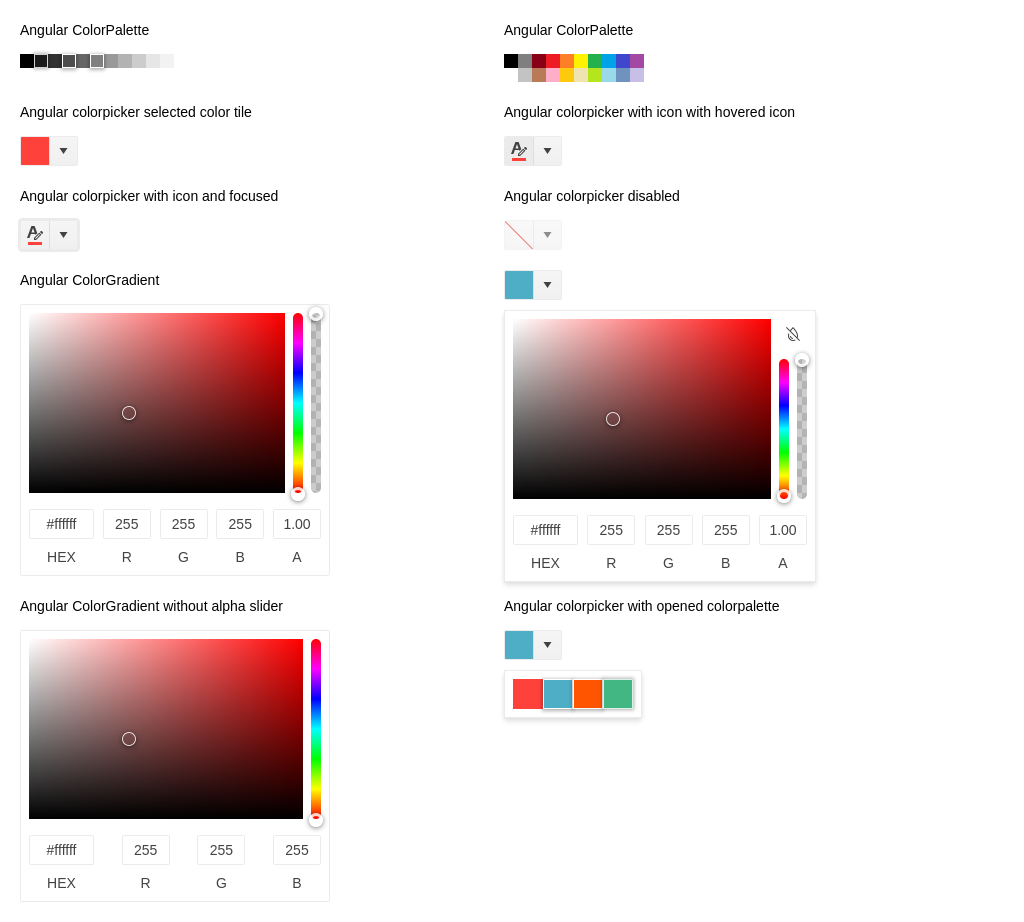 Angular ColorPalette
Angular ColorPalette
Angular colorpicker selected color tile
Angular colorpicker with icon with hovered icon
Angular colorpicker with icon and focused
Angular colorpicker disabled
Angular ColorGradient
#ffffff 255 255 255 1.00
HEX R G B A
#ffffff 255 255 255 1.00
HEX R G B A
Angular ColorGradient without alpha slider
Angular colorpicker with opened colorpalette
#ffffff 255 255 255
HEX R G B